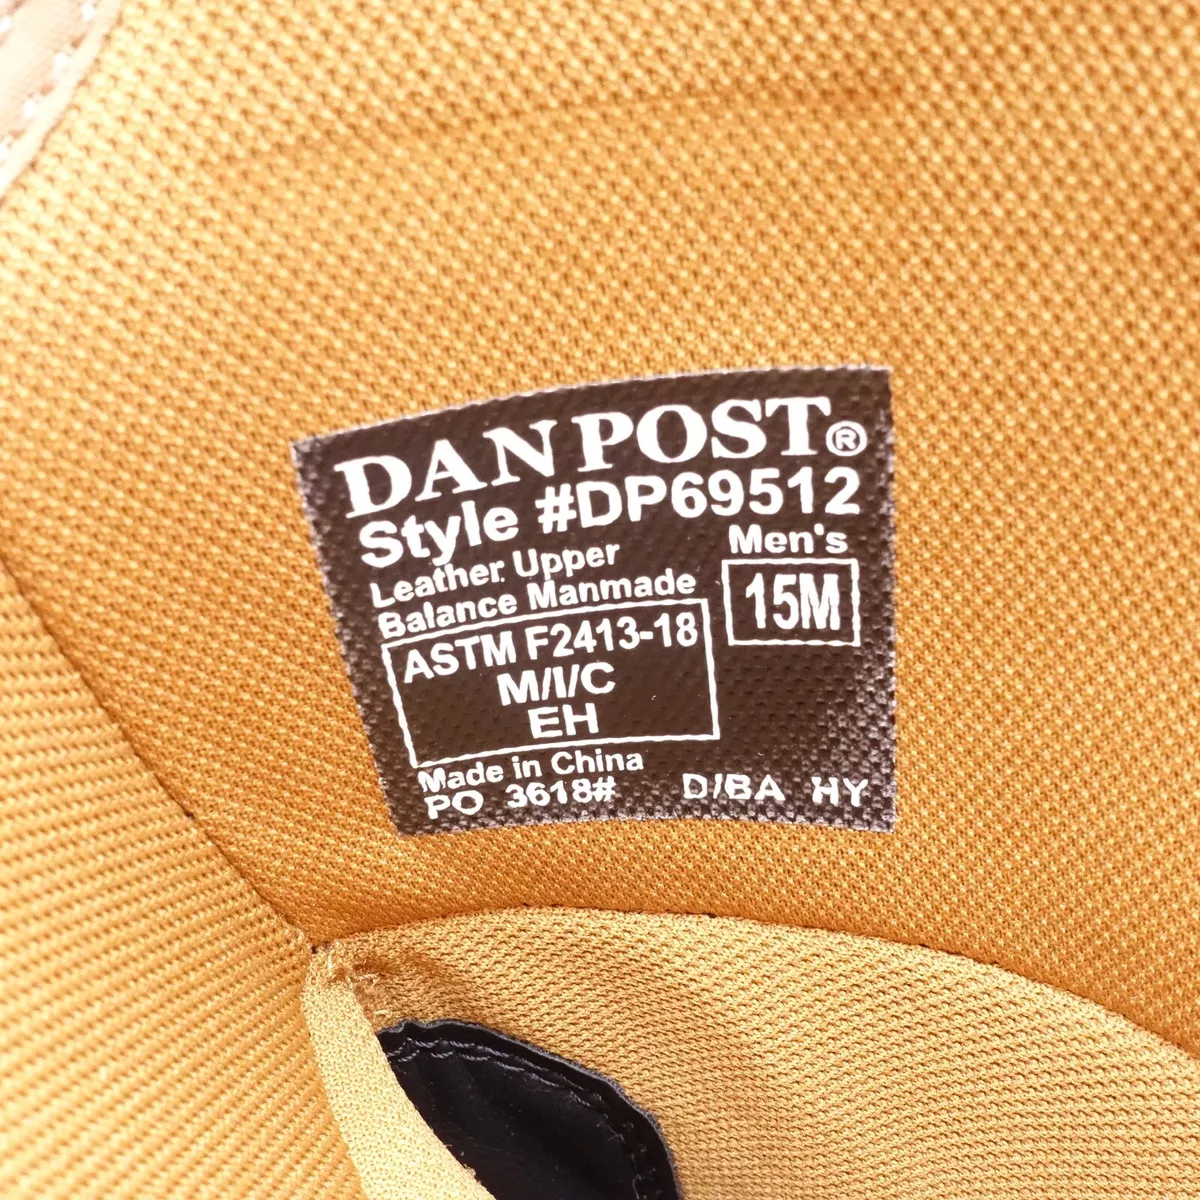 DAN POST®
Style #DP69512
Leather Upper
Balance Manmade
Men's
15M
ASTM F2413-18
M/I/C
EH
Made in China
PO 3618# D/BA HY